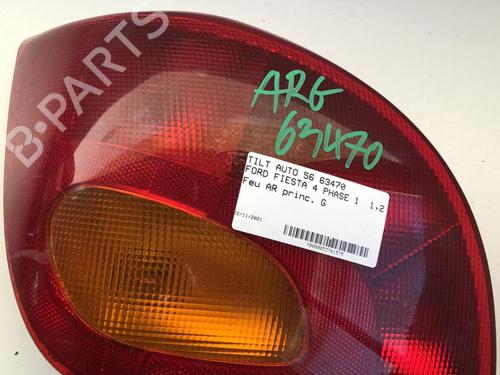 B-PARTS
ARG
63470
TILT AUTO 56 63470
FORD FIESTA 4 PHASE 1 1,2
Feu AR princ. G
22/11/2021